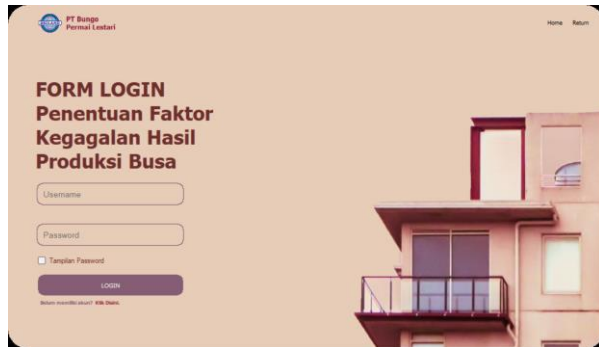 PT Bungo
Permai Lestari
Home Return
FORM LOGIN
Penentuan Faktor
Kegagalan Hasil
Produksi Busa
Username
Password
Tampilan Password
LOGIN
Belum memiliki akun? Klik Disini.